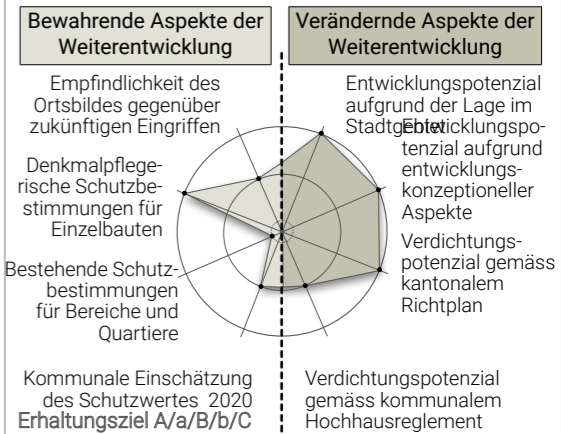 Bewahrende Aspekte der
Weiterentwicklung
Verändernde Aspekte der
Weiterentwicklung
Empfindlichkeit des
Ortsbildes gegenüber
zukünftigen Eingriffen
Denkmalpflege-
rische Schutzbe-
stimmungen für
Einzelbauten
Bestehende Schutz-
bestimmungen
für Bereiche und
Quartiere
Kommunale Einschätzung
des Schutzwertes 2020
Erhaltungsziel A/a/B/b/C
Entwicklungspotenzial
aufgrund der Lage im
Stadtgebiet
Entwicklungspo-
tenzial aufgrund
entwicklungs-
konzeptioneller
Aspekte
Verdichtungs-
potenzial gemäss
kantonalem
Richtplan
Verdichtungspotenzial
gemäss kommunalem
Hochhausreglement